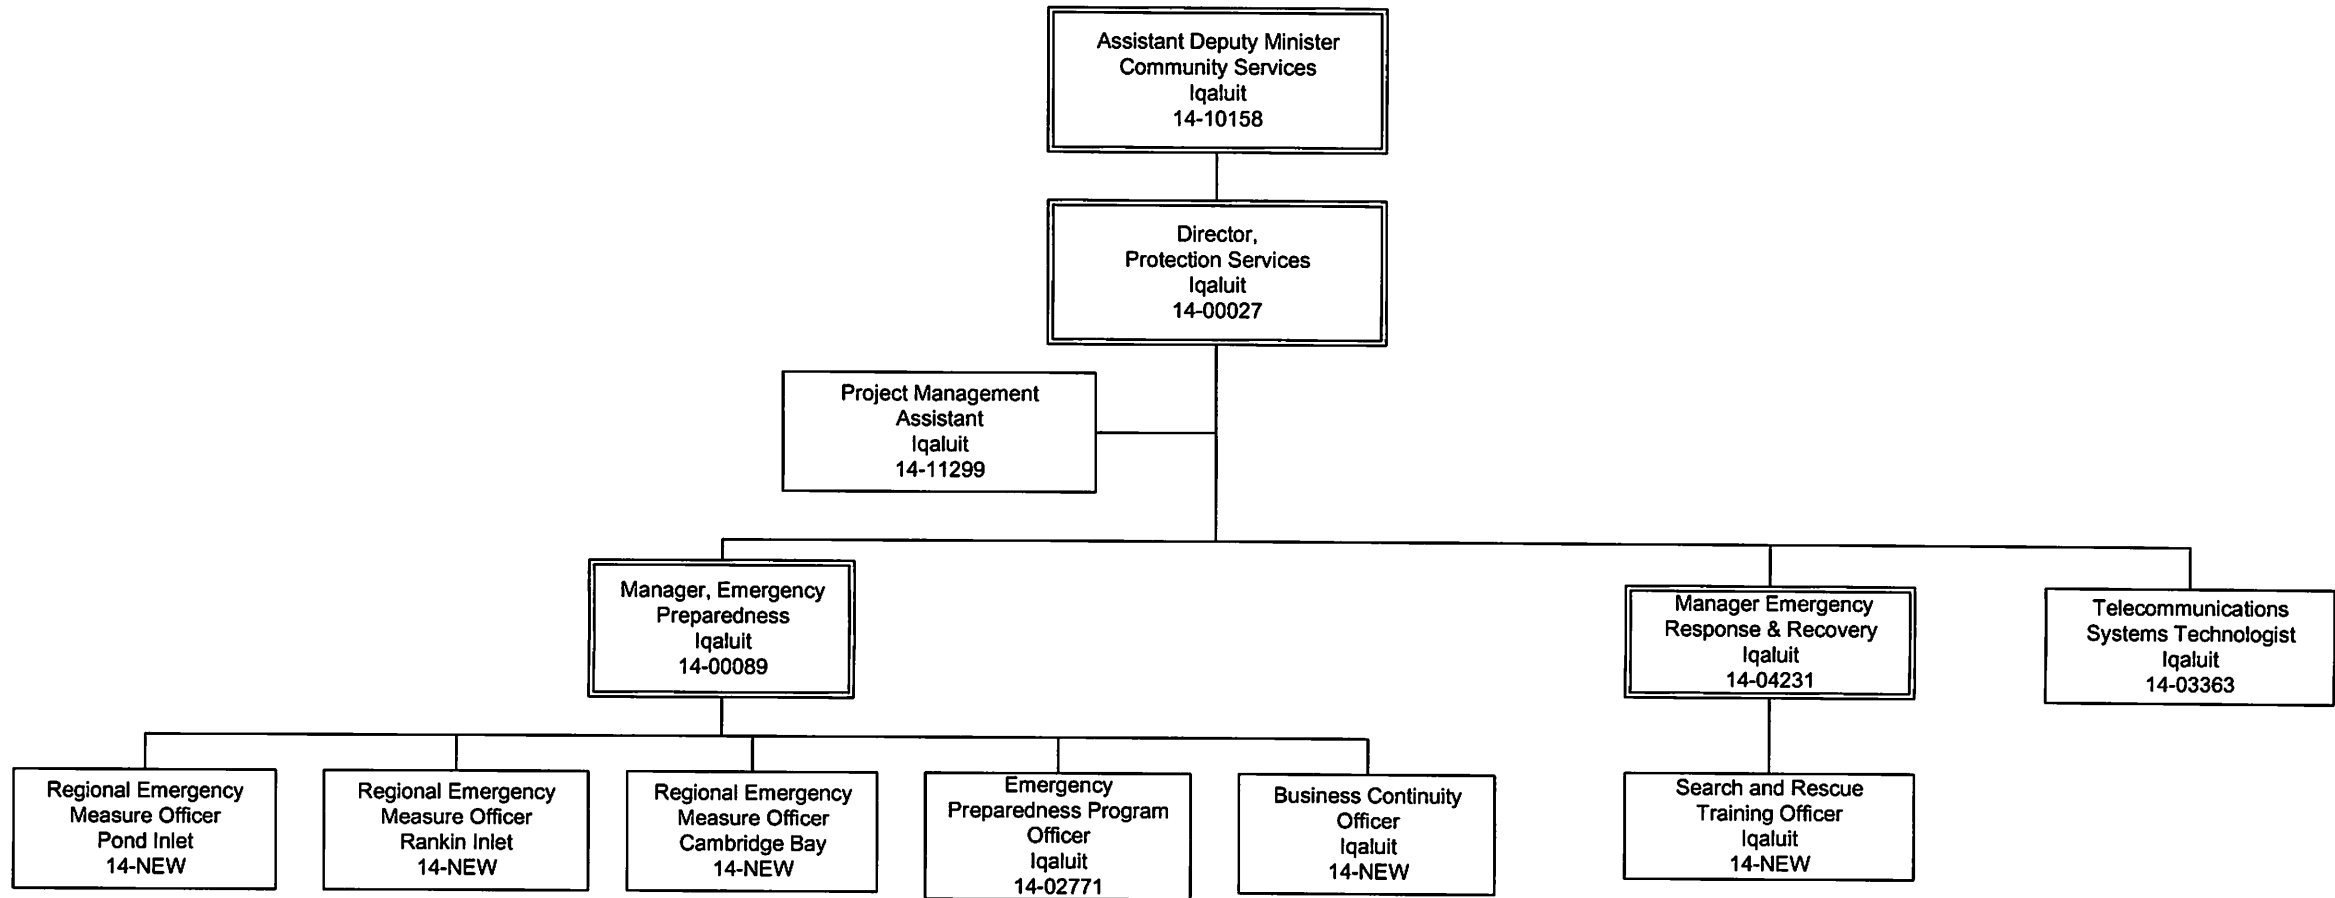 Assistant Deputy Minister
Community Services
Iqaluit
14-10158
Director,
Protection Services
Iqaluit
14-00027
Project Management
Assistant
Iqaluit
14-11299
Manager, Emergency
Preparedness
Iqaluit
14-00089
Manager Emergency
Response & Recovery
Iqaluit
14-04231
Telecommunications
Systems Technologist
Iqaluit
14-03363
Regional Emergency
Measure Officer
Pond Inlet
14-NEW
Regional Emergency
Measure Officer
Rankin Inlet
14-NEW
Regional Emergency
Measure Officer
Cambridge Bay
14-NEW
Emergency
Preparedness Program
Officer
Iqaluit
14-02771
Business Continuity
Officer
Iqaluit
14-NEW
Search and Rescue
Training Officer
Iqaluit
14-NEW